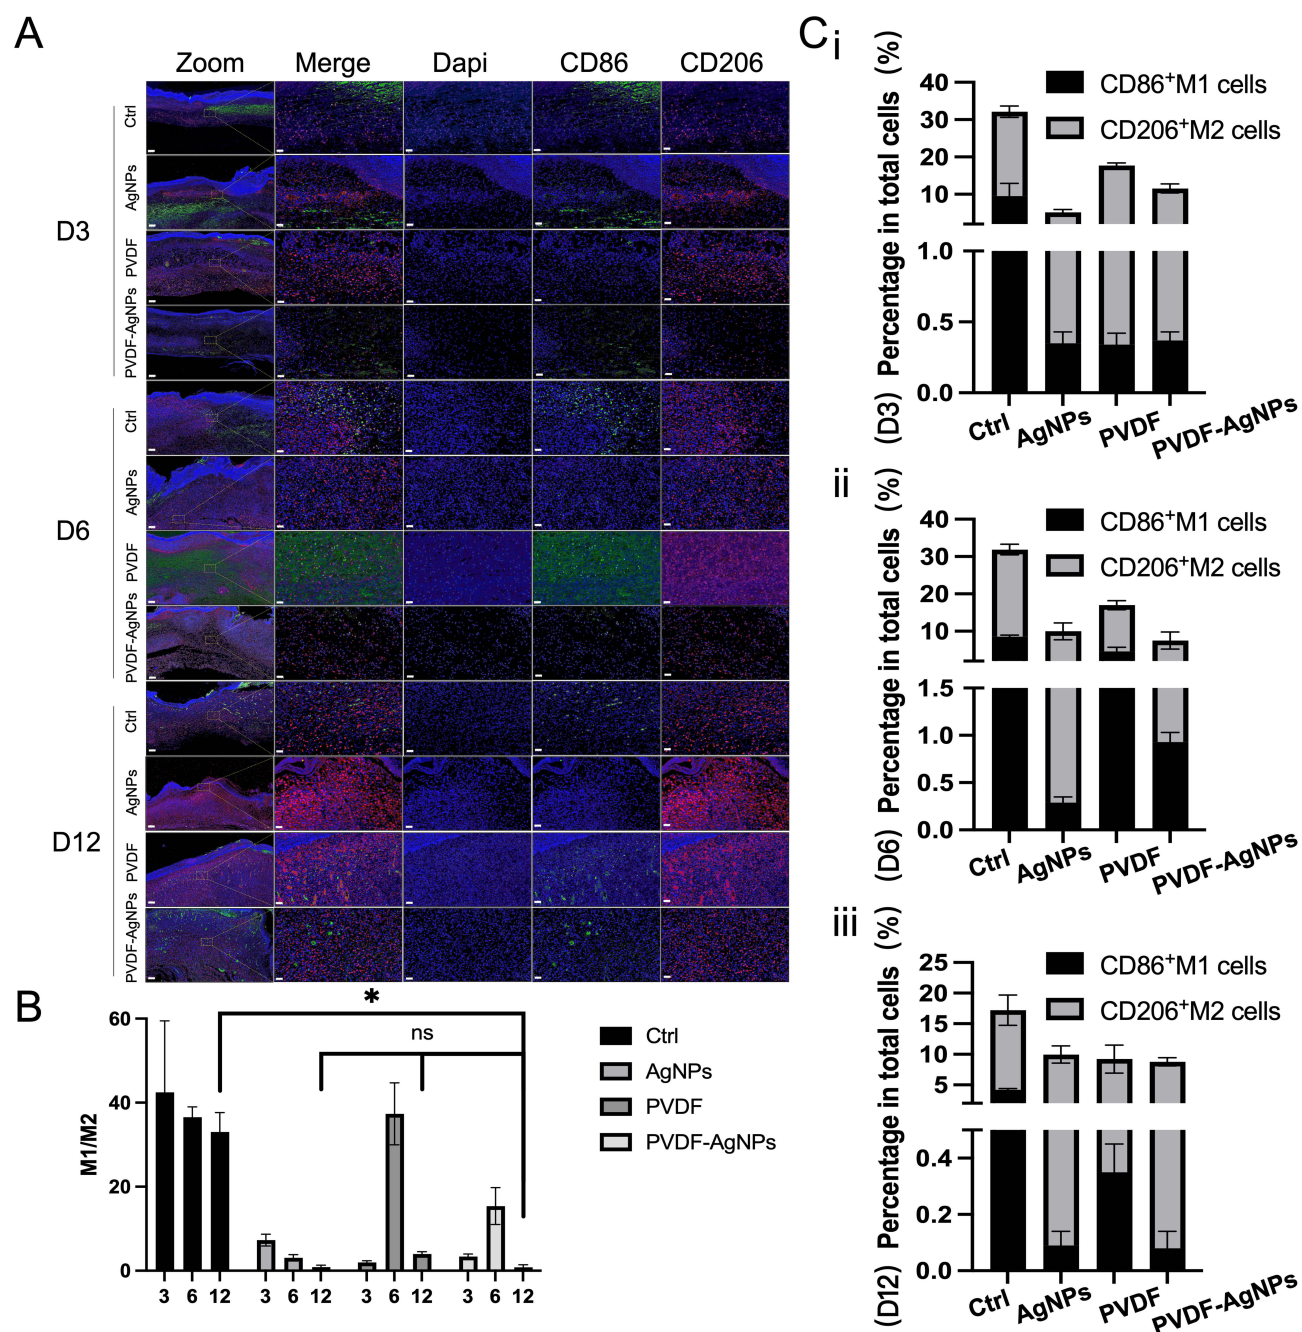 A
Zoom Merge Dapi CD86 CD206
D3
Ctrl
AgNPs
PVDF
PVDF-AgNPs
D6
Ctrl
AgNPs
PVDF
PVDF-AgNPs
D12
Ctrl
AgNPs
PVDF
PVDF-AgNPs
B
M1/M2
60
40
20
0
*
ns
3 6 12 3 6 12 3 6 12 3 6 12
Ctrl
AgNPs
PVDF
PVDF-AgNPs
C
i
(D3) Percentage in total cells (%)
CD86+M1 cells
CD206+M2 cells
40
30
20
10
1.0
0.5
0.0
Ctrl AgNPs PVDF PVDF-AgNPs
ii
(D6) Percentage in total cells (%)
CD86+M1 cells
CD206+M2 cells
40
30
20
10
1.5
1.0
0.5
0.0
Ctrl AgNPs PVDF PVDF-AgNPs
iii
(D12) Percentage in total cells (%)
CD86+M1 cells
CD206+M2 cells
25
20
15
10
5
0.4
0.2
0.0
Ctrl AgNPs PVDF PVDF-AgNPs